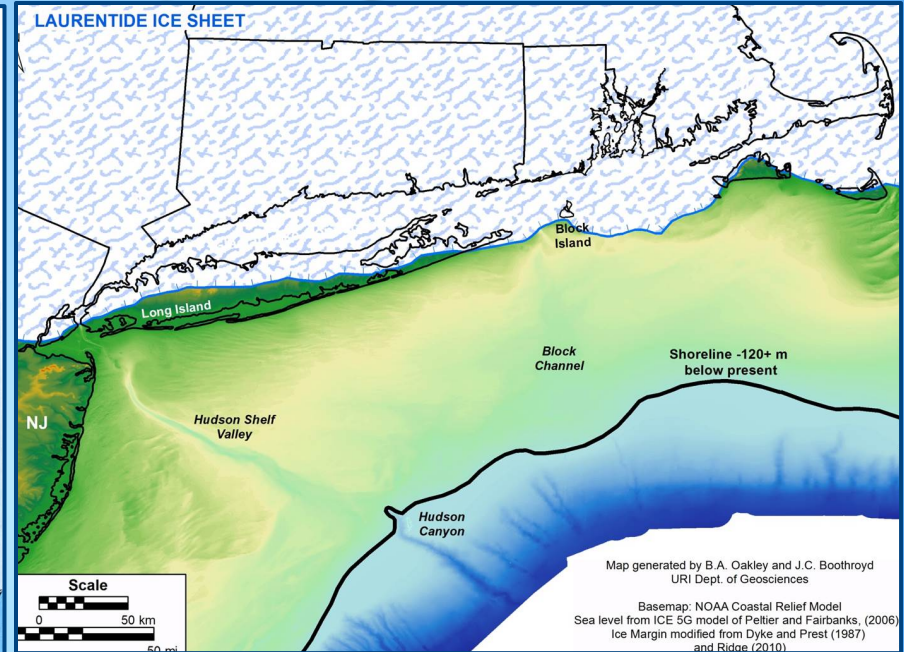 LAURENTIDE ICE SHEET
Block
Island
Long Island
Block
Channel
Shoreline -120+ m
below present
NJ
Hudson Shelf
Valley
Hudson
Canyon
Map generated by B.A. Oakley and J.C. Boothroyd
URI Dept. of Geosciences
Basemap: NOAA Coastal Relief Model
Sea level from ICE 5G model of Peltier and Fairbanks, (2006)
Ice Margin modified from Dyke and Prest (1987)
and Ridge (2010)
Scale
0 50 km
50 mi